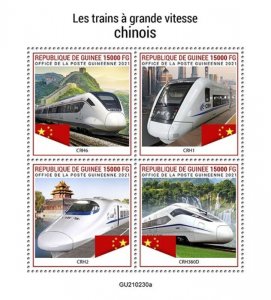 Les trains à grande vitesse
chinois
REPUBLIQUE DE GUINEE 15000 FG
OFFICE DE LA POSTE GUINEENNE 2021
CRH6
REPUBLIQUE DE GUINEE 15000 FG
OFFICE DE LA POSTE GUINEENNE 2021
CRH1
REPUBLIQUE DE GUINEE 15000 FG
OFFICE DE LA POSTE GUINEENNE 2021
CRH2
REPUBLIQUE DE GUINEE 15000 FG
OFFICE DE LA POSTE GUINEENNE 2021
CRH380D
GU210230a